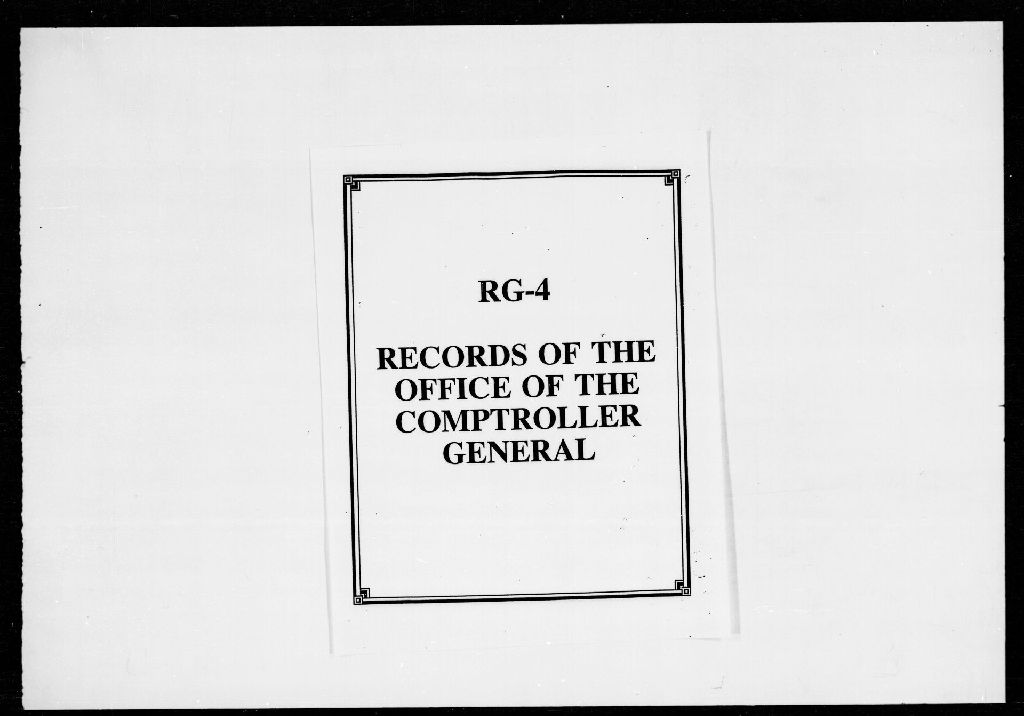 RG-4
RECORDS OF THE
OFFICE OF THE
COMPTROLLER
GENERAL